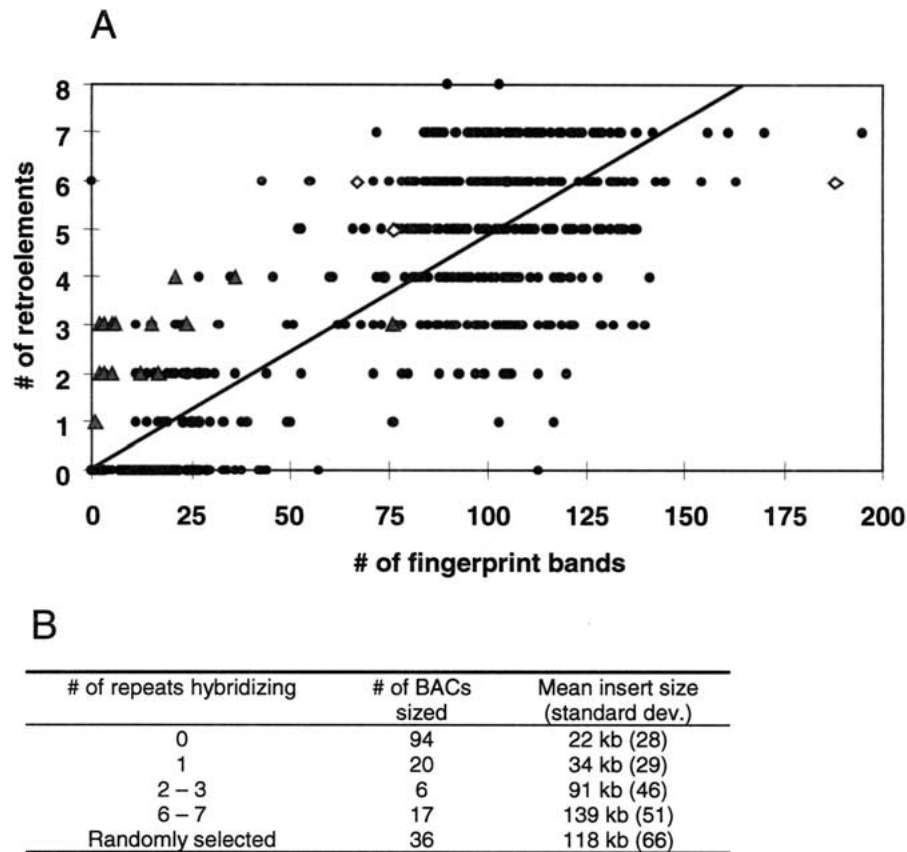 A
8
7
6
5
4
3
2
1
0
# of retroelements
0 25 50 75 100 125 150 175 200
# of fingerprint bands
B
# of repeats hybridizing # of BACs sized Mean insert size (standard dev.)
0 94 22 kb (28)
1 20 34 kb (29)
2 – 3 6 91 kb (46)
6 – 7 17 139 kb (51)
Randomly selected 36 118 kb (66)